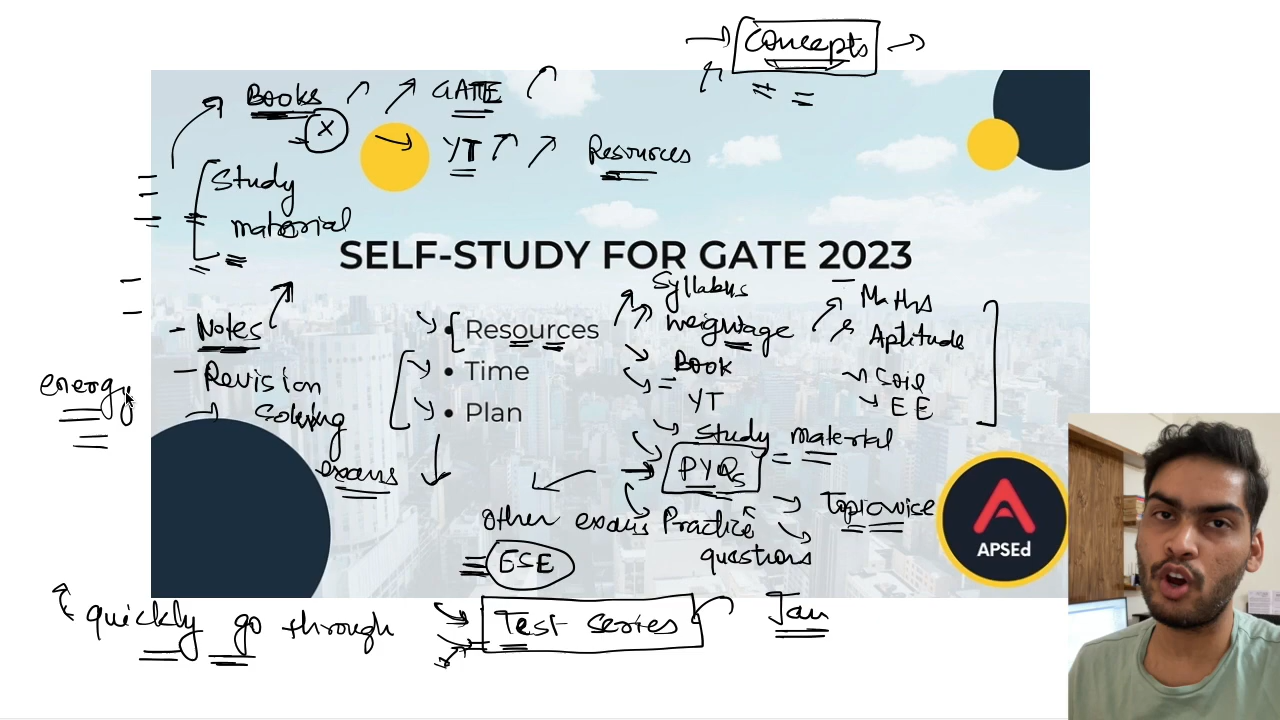 Concepts
Books GATE
X
YT Resources
Study
material
SELF-STUDY FOR GATE 2023
Syllabus
Notes
Revision
Solving
exams
energy
• Resources
• Time
• Plan
weightage
Book
YT
Study material
PYQs
Practice
questions
Topicwise
Maths
Aptitude
Soil
EE
other exams
ESE
APSEd
quickly go through
Test series
Jan